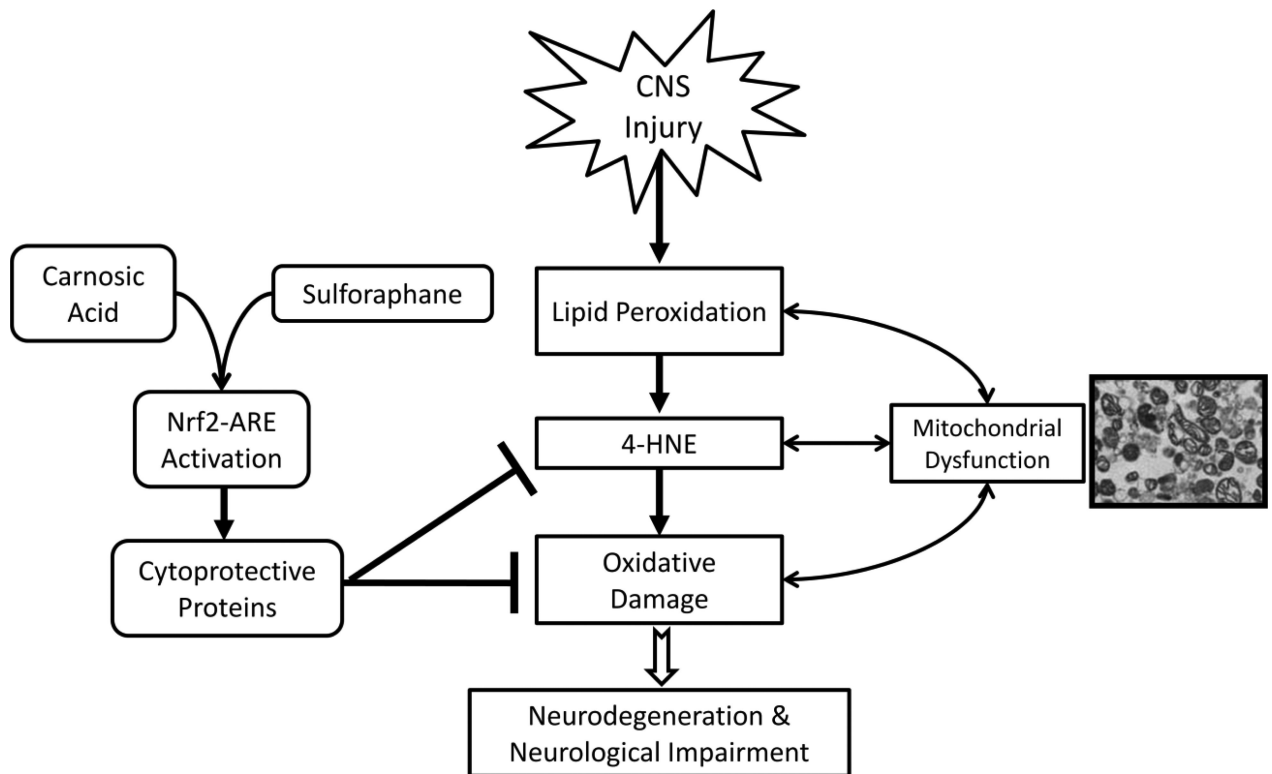 CNS
Injury
Carnosic
Acid
Sulforaphane
Lipid Peroxidation
Nrf2-ARE
Activation
4-HNE
Mitochondrial
Dysfunction
Cytoprotective
Proteins
Oxidative
Damage
Neurodegeneration &
Neurological Impairment